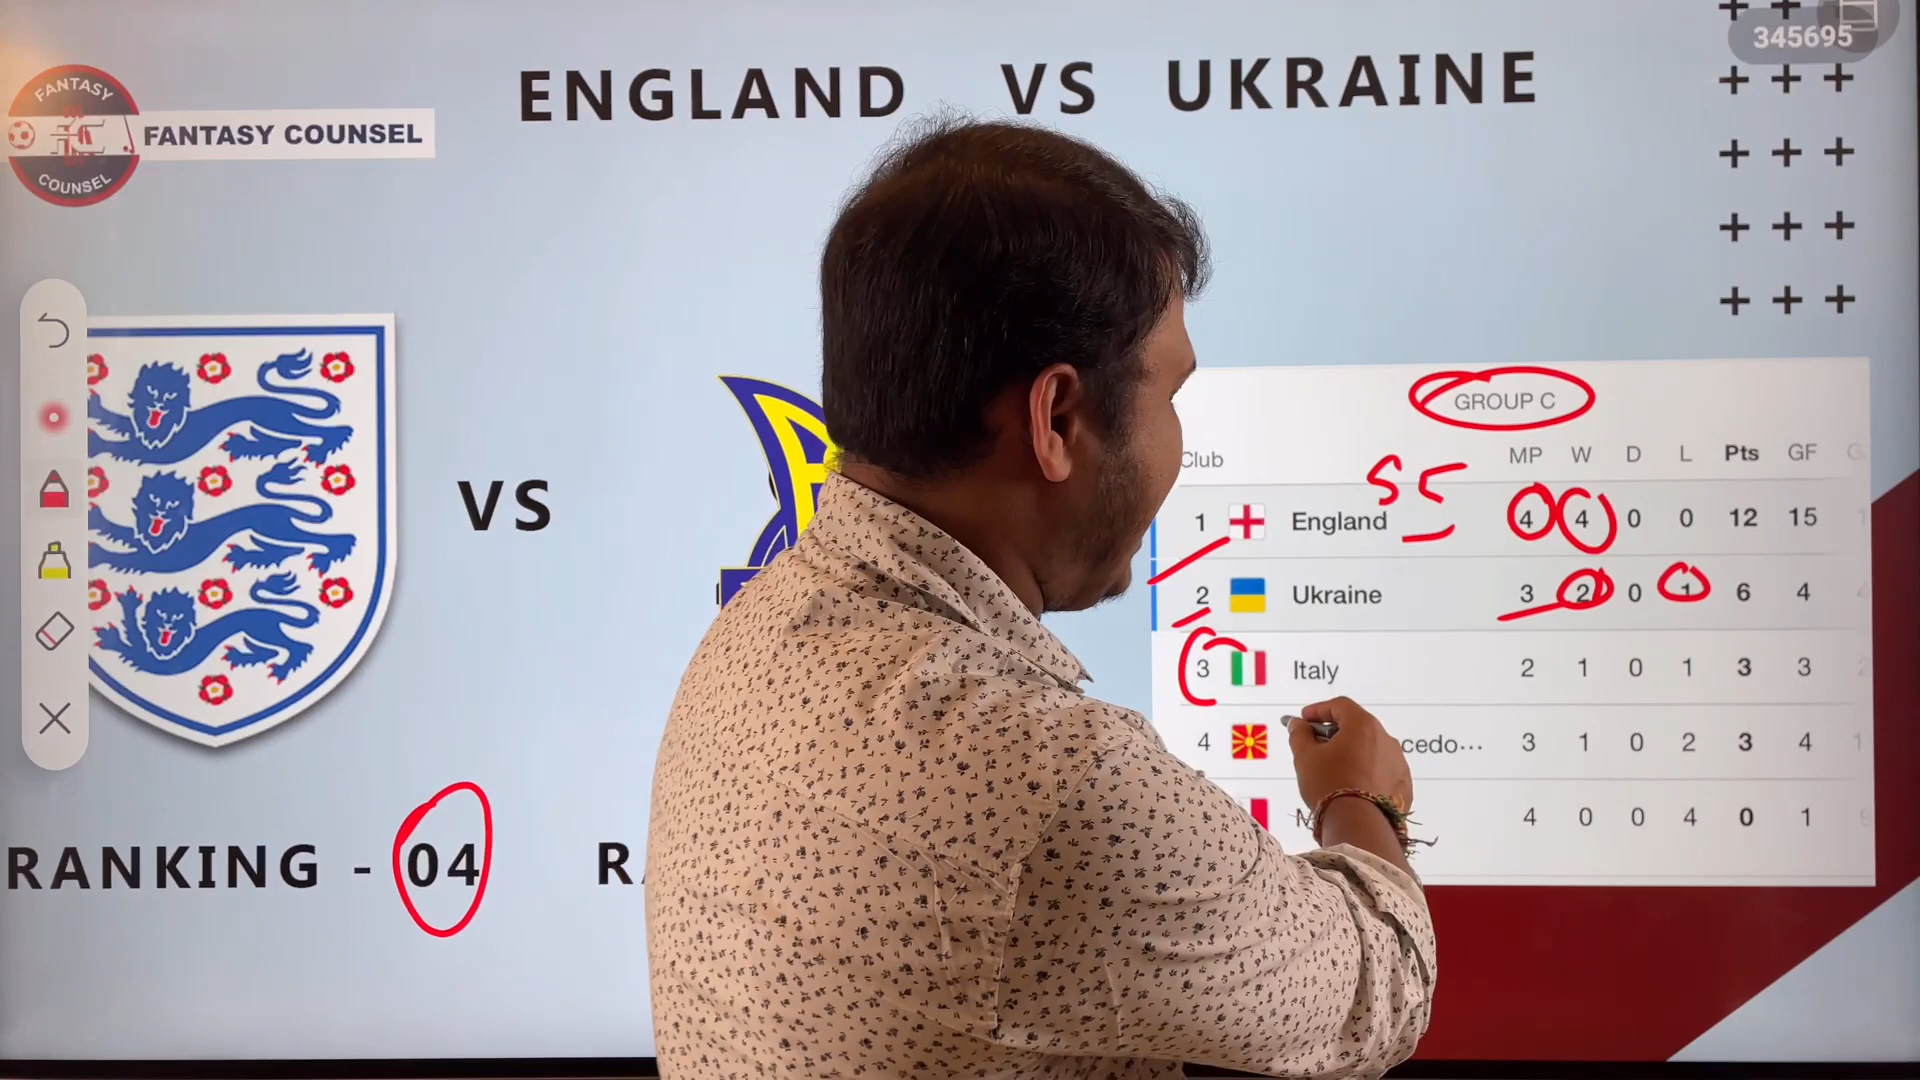 345695
ENGLAND VS UKRAINE
FANTASY
FC
COUNSEL
FANTASY COUNSEL
VS
GROUP C
Club MP W D L Pts GF
S C
1 England 4 4 0 0 12 15
2 Ukraine 3 2 0 1 6 4
3 Italy 2 1 0 1 3 3
4 cedo... 3 1 0 2 3 4
4 0 0 4 0 1
RANKING - 04